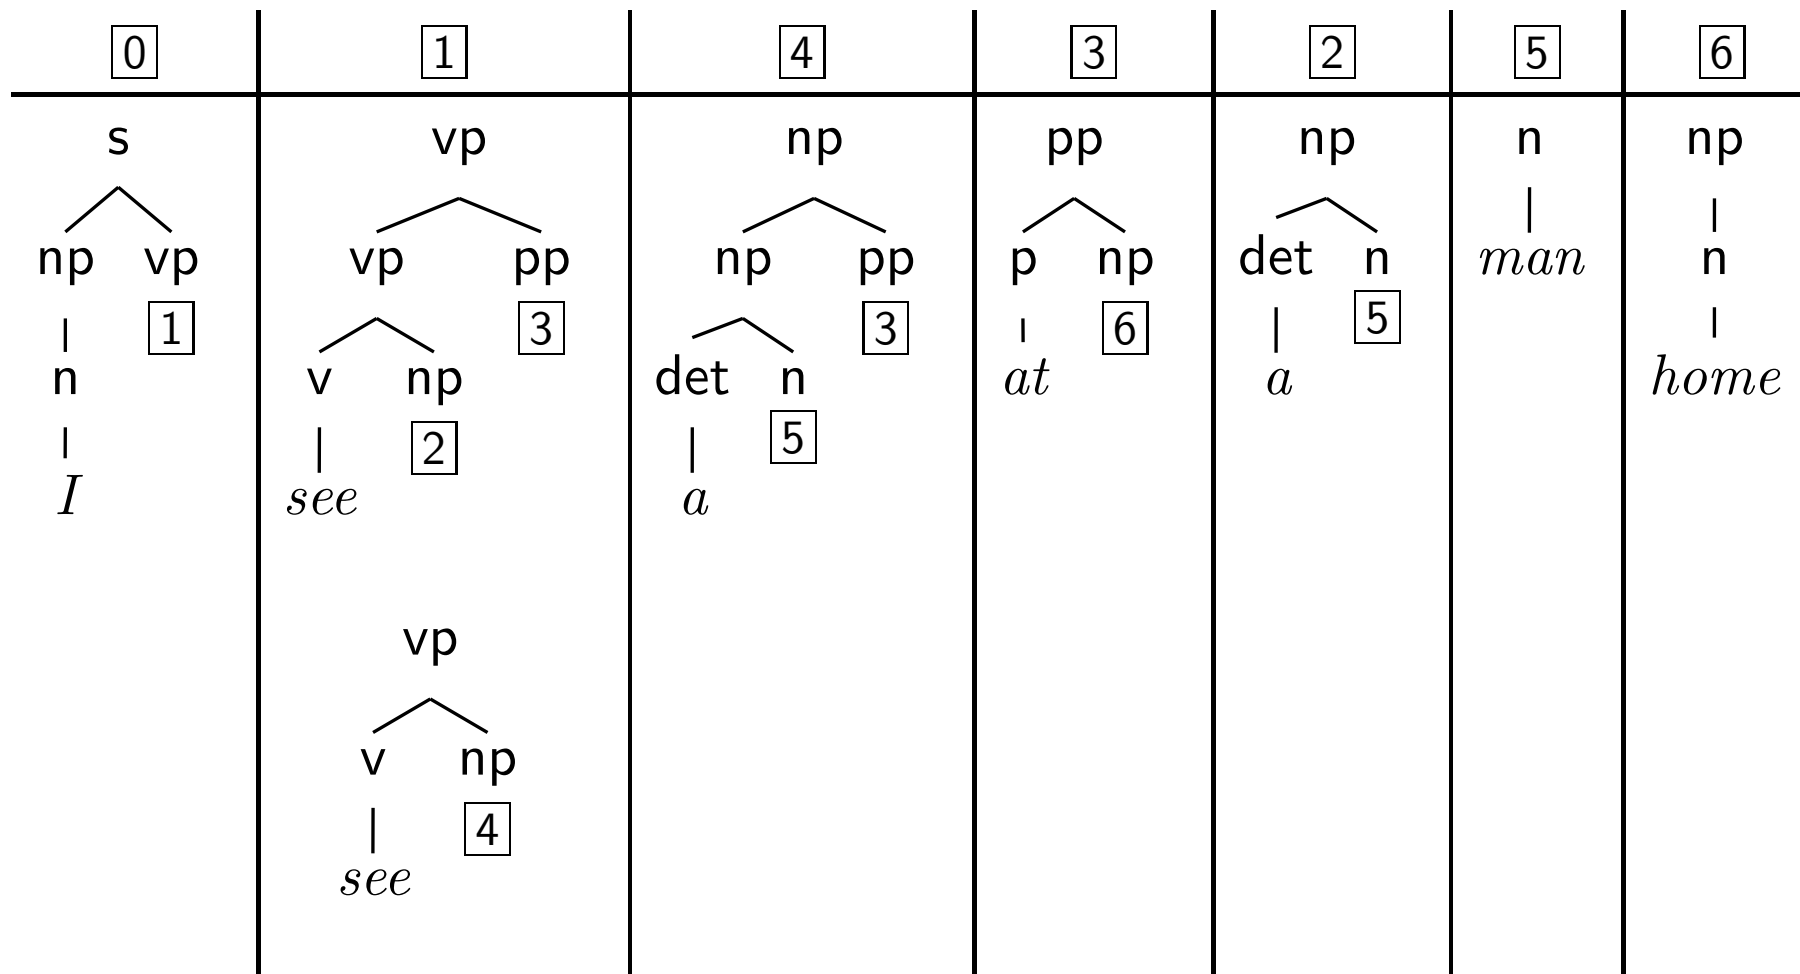 0 1 4 3 2 5 6
s vp np pp np n np
np vp vp pp np pp p np det n man n
1 3 3 6 5
n v np det n at a home
2 5
I see a
vp
v np
4
see